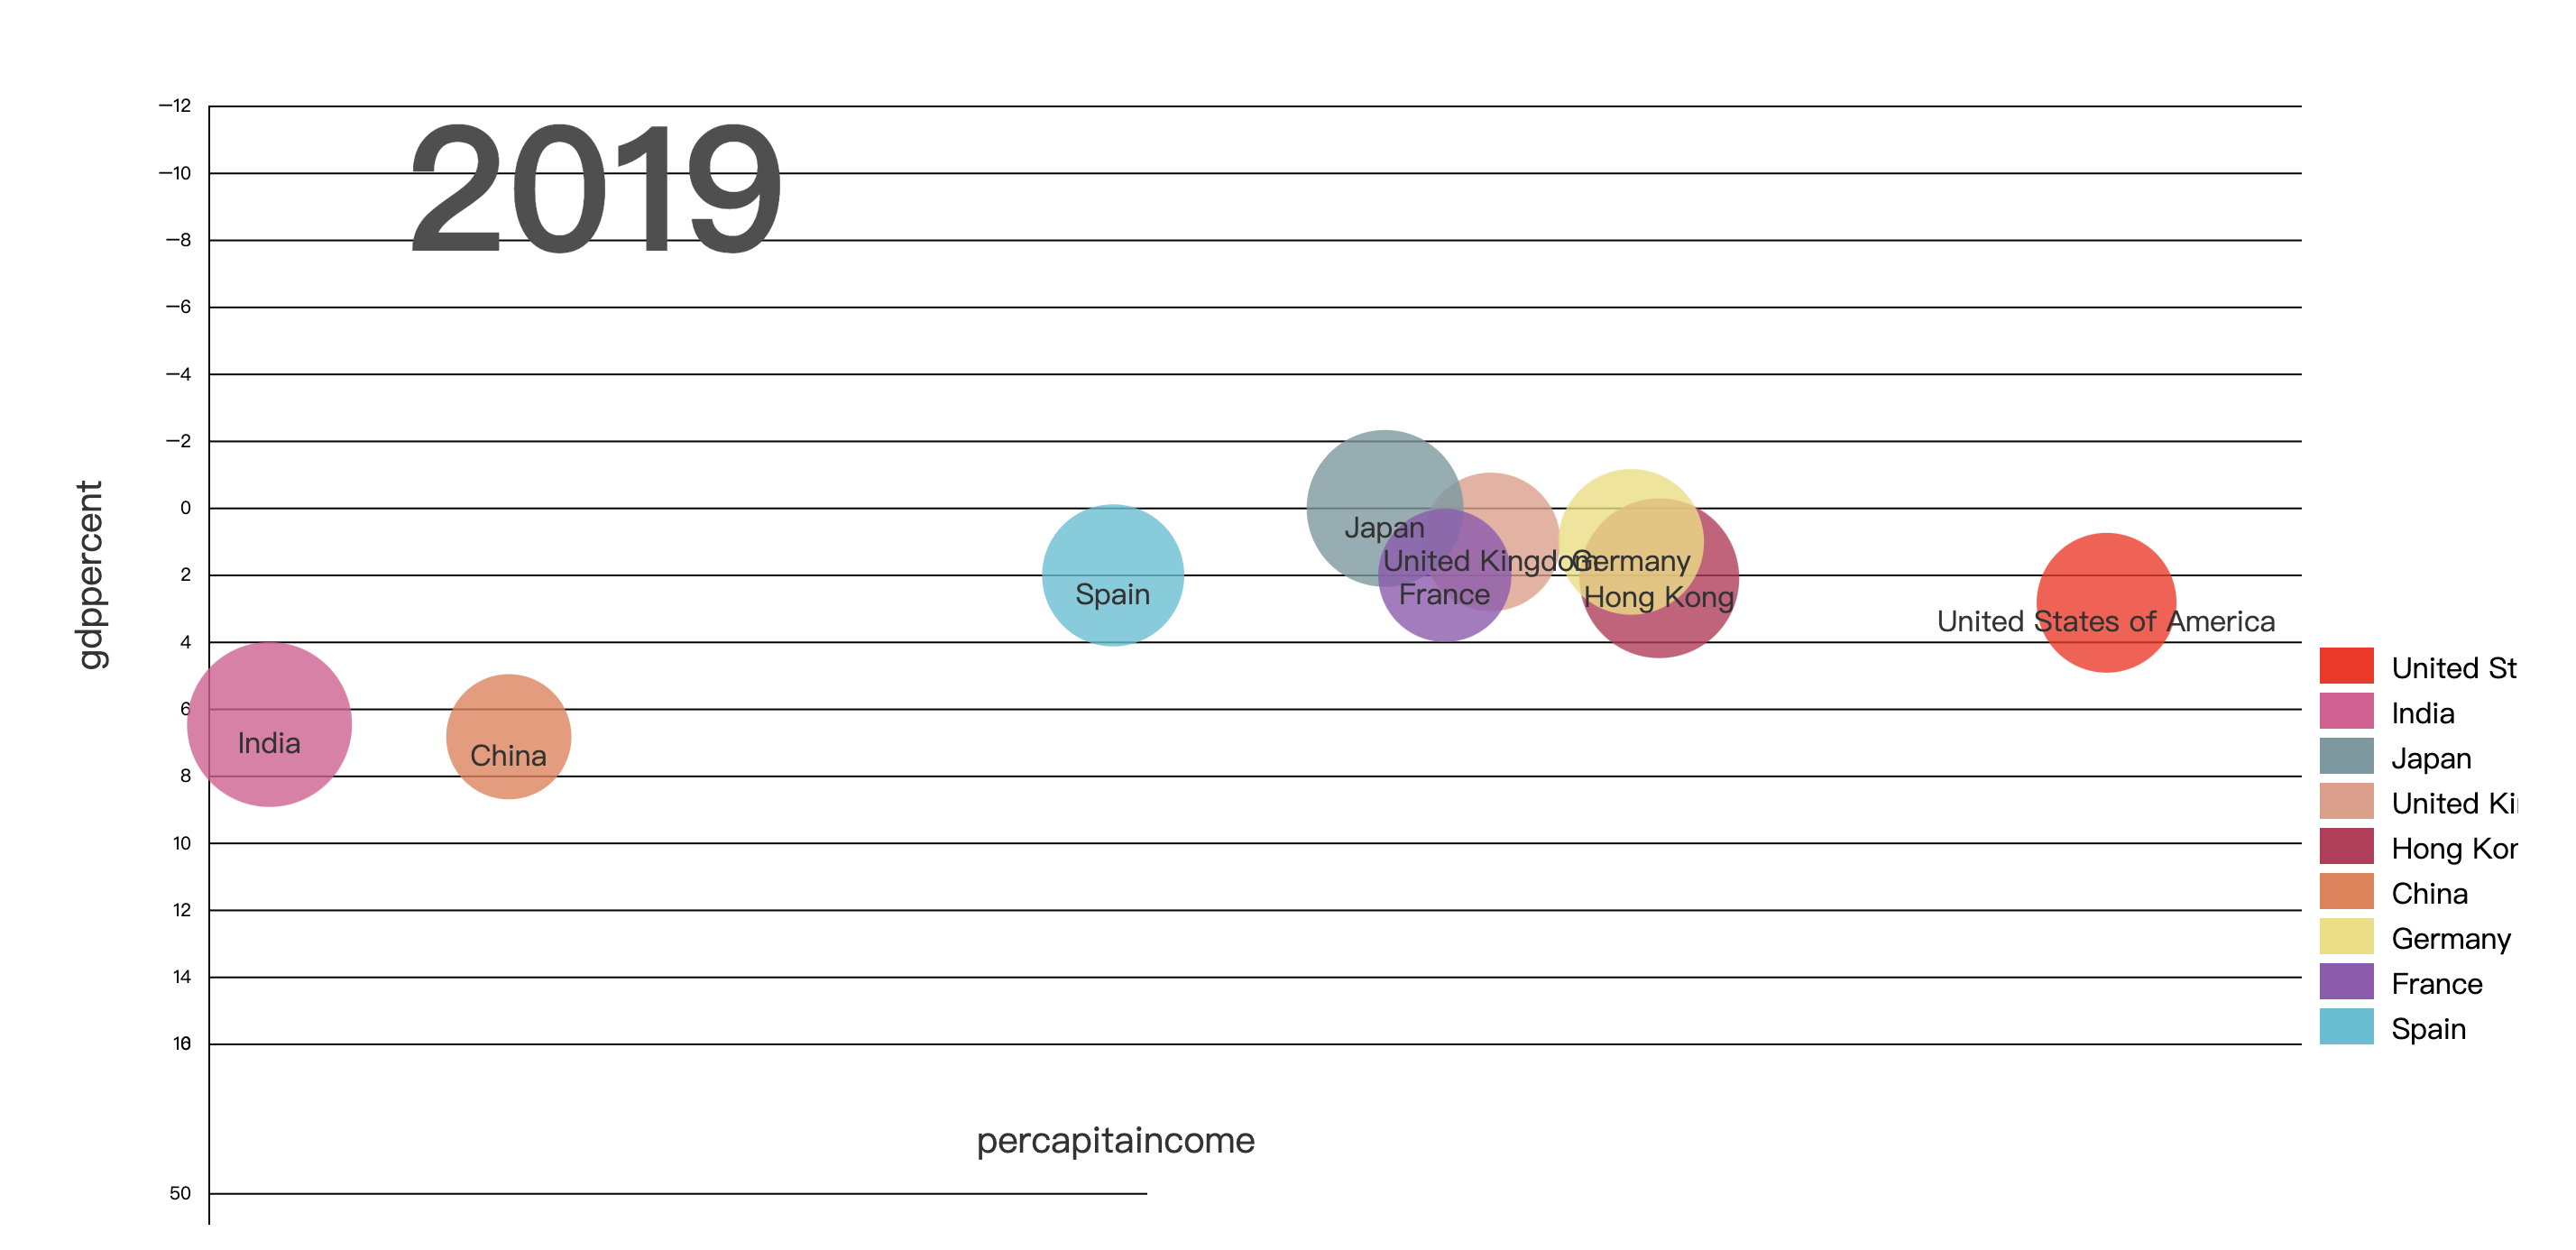 −12
2019
−10
−8
−6
−4
−2
gdppercent
0
Japan
United Kingdom
Germany
2
Spain
France
Hong Kong
United States of America
4
6
India
China
8
10
12
14
16
percapitaincome
50
United St
India
Japan
United Ki
Hong Kor
China
Germany
France
Spain